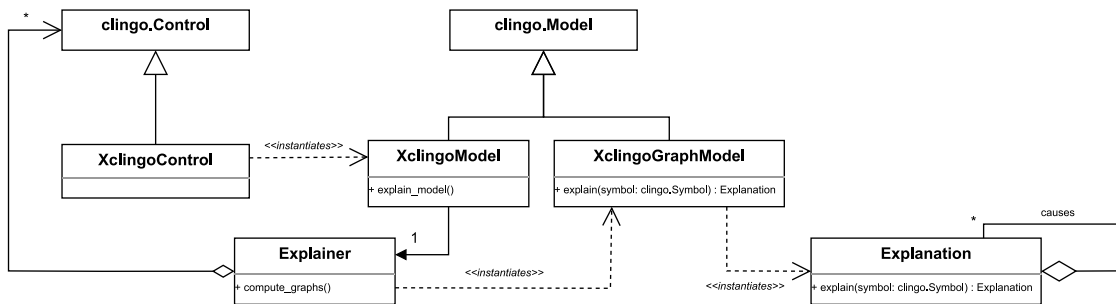 *
clingo.Control
clingo.Model
<<instantiates>>
XclingoControl
XclingoModel
+ explain_model()
XclingoGraphModel
+ explain(symbol: clingo.Symbol) : Explanation
1
*
causes
Explainer
+ compute_graphs()
<<instantiates>>
<<instantiates>>
Explanation
+ explain(symbol: clingo.Symbol) : Explanation